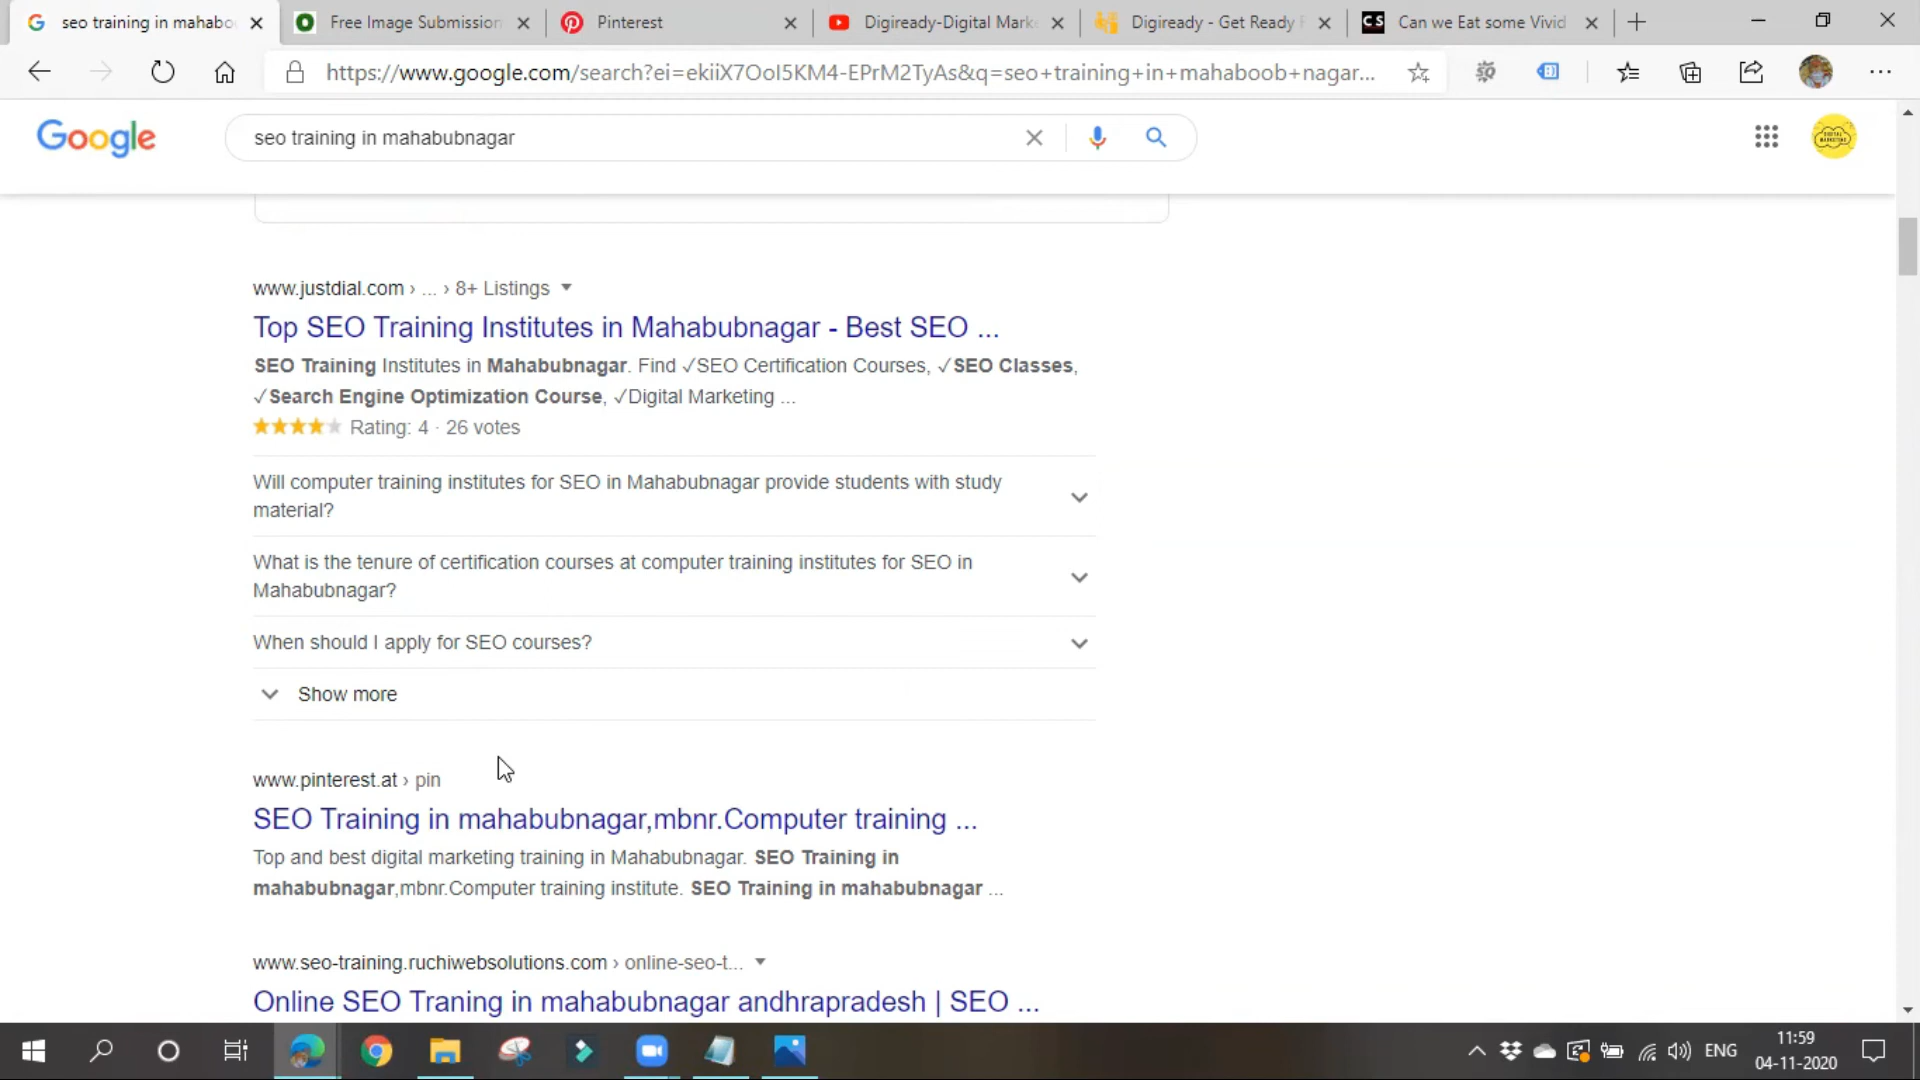 seo training in mahabo
Free Image Submission
Pinterest
Digiready-Digital Mark
Digiready - Get Ready F
CS
Can we Eat some Vivid
https://www.google.com/search?ei=ekiiX7OoI5KM4-EPrM2TyAs&q=seo+training+in+mahaboob+nagar...
Google
seo training in mahabubnagar
www.justdial.com › ... › 8+ Listings
Top SEO Training Institutes in Mahabubnagar - Best SEO ...
SEO Training Institutes in Mahabubnagar. Find ✓SEO Certification Courses, ✓SEO Classes,
✓Search Engine Optimization Course, ✓Digital Marketing ...
Rating: 4 · 26 votes
Will computer training institutes for SEO in Mahabubnagar provide students with study
material?
What is the tenure of certification courses at computer training institutes for SEO in
Mahabubnagar?
When should I apply for SEO courses?
Show more
www.pinterest.at › pin
SEO Training in mahabubnagar,mbnr.Computer training ...
Top and best digital marketing training in Mahabubnagar. SEO Training in
mahabubnagar,mbnr.Computer training institute. SEO Training in mahabubnagar ...
www.seo-training.ruchiwebsolutions.com › online-seo-t...
Online SEO Traning in mahabubnagar andhrapradesh | SEO ...
ENG
11:59
04-11-2020